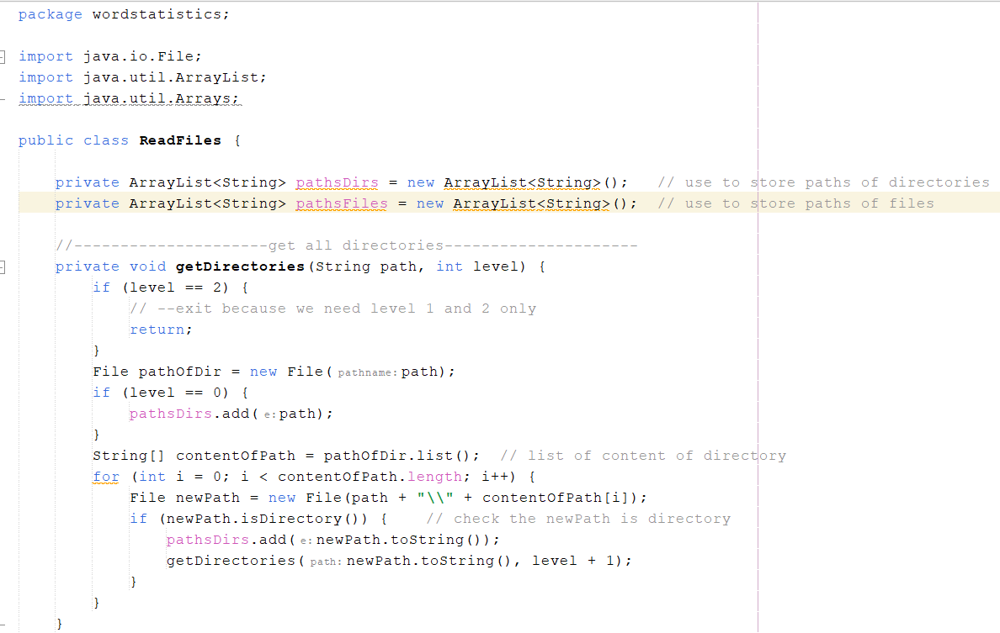 package wordstatistics;
import java.io.File;
import java.util.ArrayList;
import java.util.Arrays;
public class ReadFiles {
private ArrayList<String> pathsDirs = new ArrayList<String>();   // use to store paths of directories
private ArrayList<String> pathsFiles = new ArrayList<String>();  // use to store paths of files
//---------------------get all directories---------------------
private void getDirectories(String path, int level) {
if (level == 2) {
// --exit because we need level 1 and 2 only
return;
}
File pathOfDir = new File( pathname: path);
if (level == 0) {
pathsDirs.add( e: path);
}
String[] contentOfPath = pathOfDir.list();  // list of content of directory
for (int i = 0; i < contentOfPath.length; i++) {
File newPath = new File(path + "\\" + contentOfPath[i]);
if (newPath.isDirectory()) {    // check the newPath is directory
pathsDirs.add( e: newPath.toString());
getDirectories( path: newPath.toString(), level + 1);
}
}
}